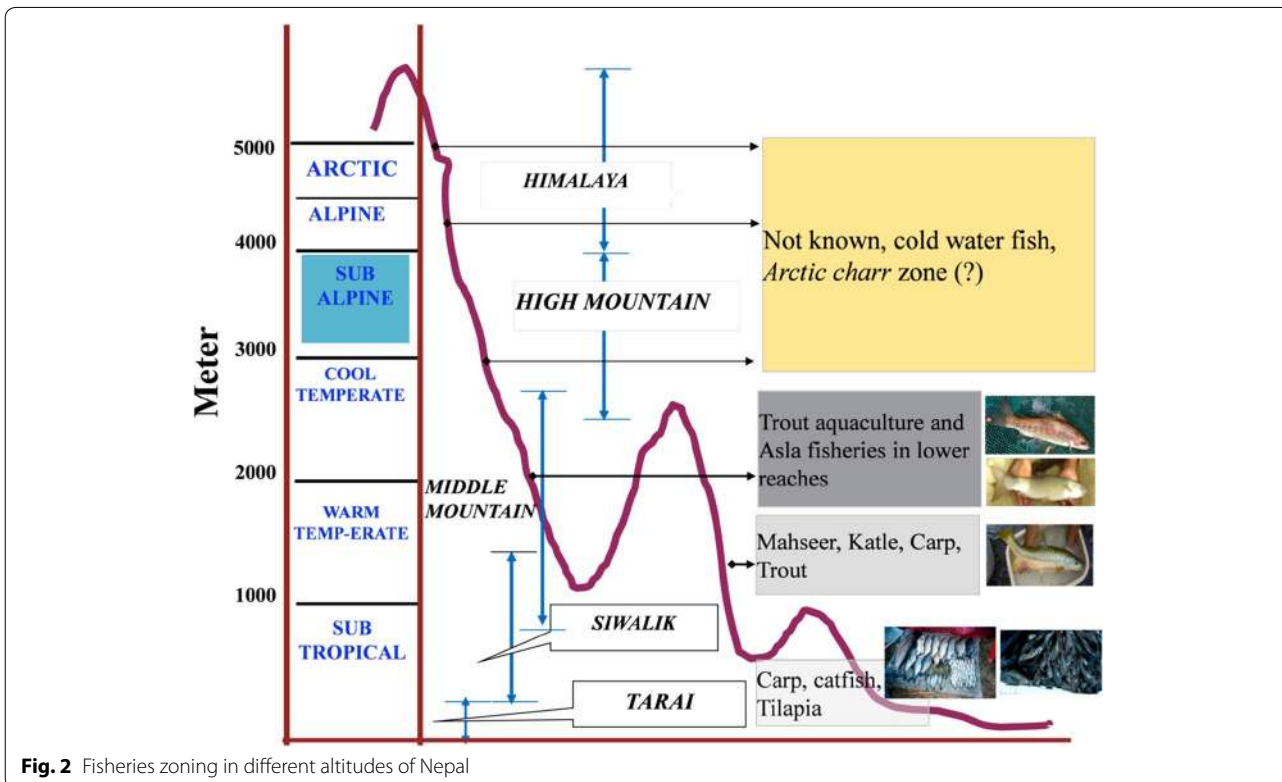 Meter
5000
4000
3000
2000
1000
ARCTIC
ALPINE
SUB
ALPINE
COOL
TEMPERATE
WARM
TEMP-ERATE
SUB
TROPICAL
HIMALAYA
HIGH MOUNTAIN
MIDDLE
MOUNTAIN
SIWALIK
TARAI
Not known, cold water fish,
Arctic charr zone (?)
Trout aquaculture and
Asla fisheries in lower
reaches
Mahseer, Katle, Carp,
Trout
Carp, catfish,
Tilapia
Fig. 2 Fisheries zoning in different altitudes of Nepal